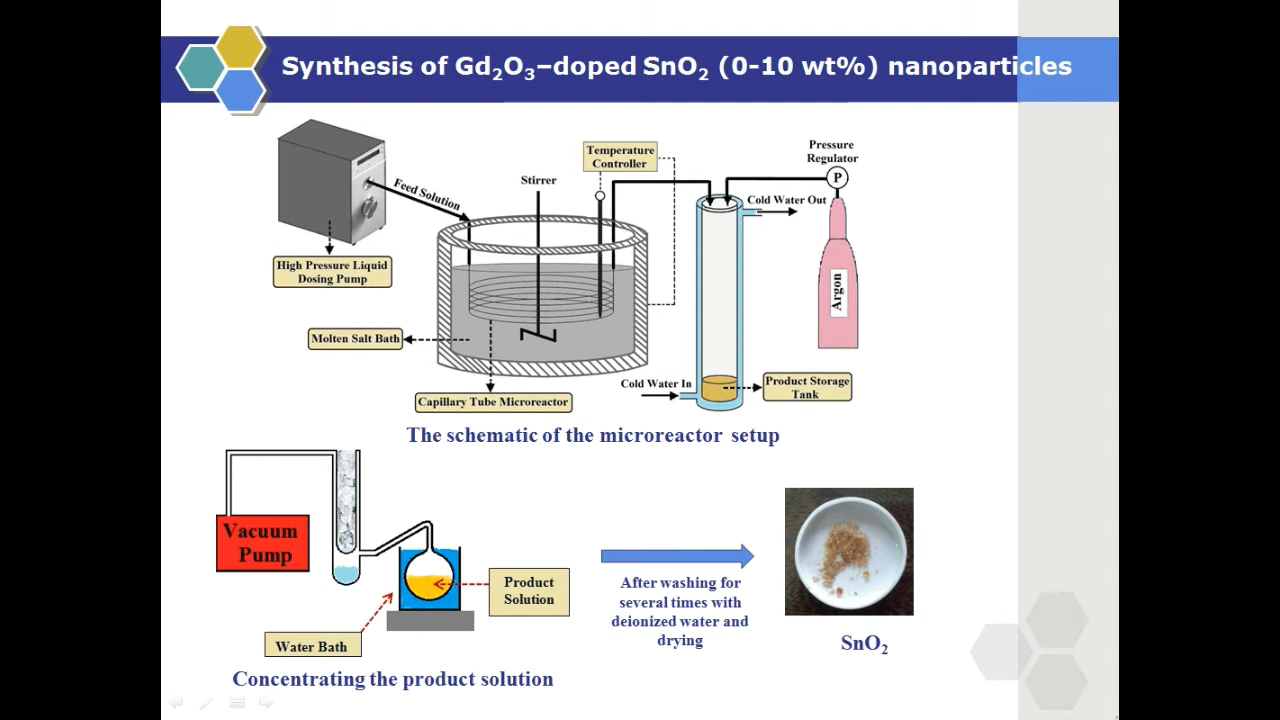 Synthesis of Gd₂O₃–doped SnO₂ (0-10 wt%) nanoparticles
Pressure
Regulator
P
Temperature
Controller
Stirrer
Feed Solution
Cold Water Out
High Pressure Liquid
Dosing Pump
Argon
Molten Salt Bath
Cold Water In
Product Storage
Tank
Capillary Tube Microreactor
The schematic of the microreactor setup
Vacuum
Pump
Product
Solution
Water Bath
Concentrating the product solution
After washing for
several times with
deionized water and
drying
SnO₂